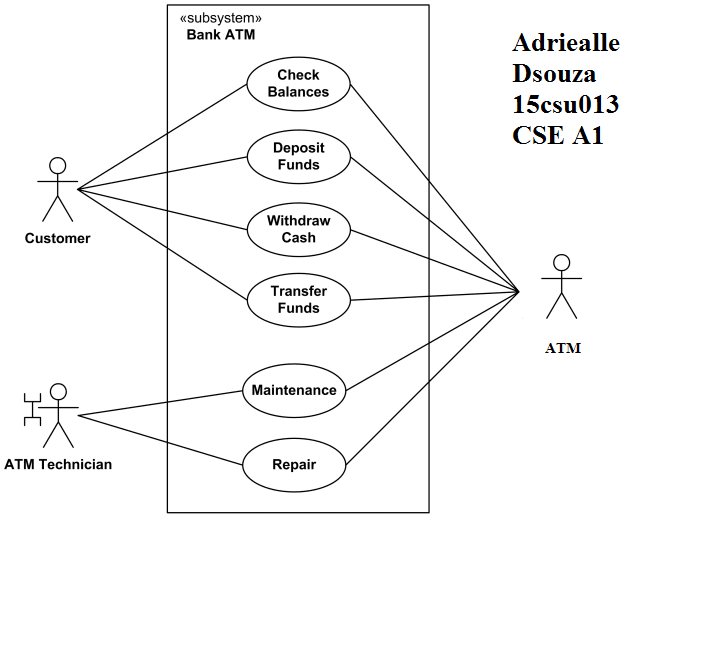 «subsystem»
Bank ATM
Adriealle
Dsouza
15csu013
CSE A1
Check
Balances
Deposit
Funds
Withdraw
Cash
Transfer
Funds
Customer
ATM
Maintenance
Repair
ATM Technician